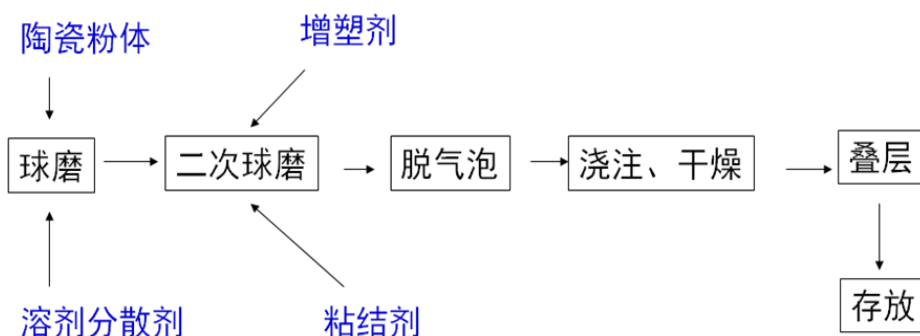 陶瓷粉体
增塑剂
球磨
二次球磨
脱气泡
浇注、干燥
叠层
存放
溶剂分散剂
粘结剂